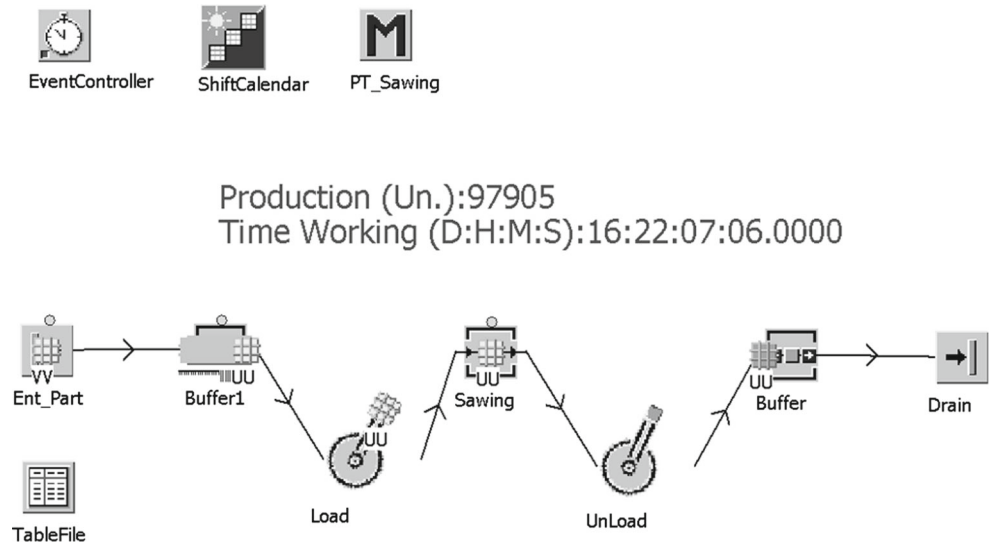 EventController
ShiftCalendar
M
PT_Sawing
Production (Un.):97905
Time Working (D:H:M:S):16:22:07:06.0000
Ent_Part
Buffer1
Sawing
Buffer
Drain
Load
UnLoad
TableFile